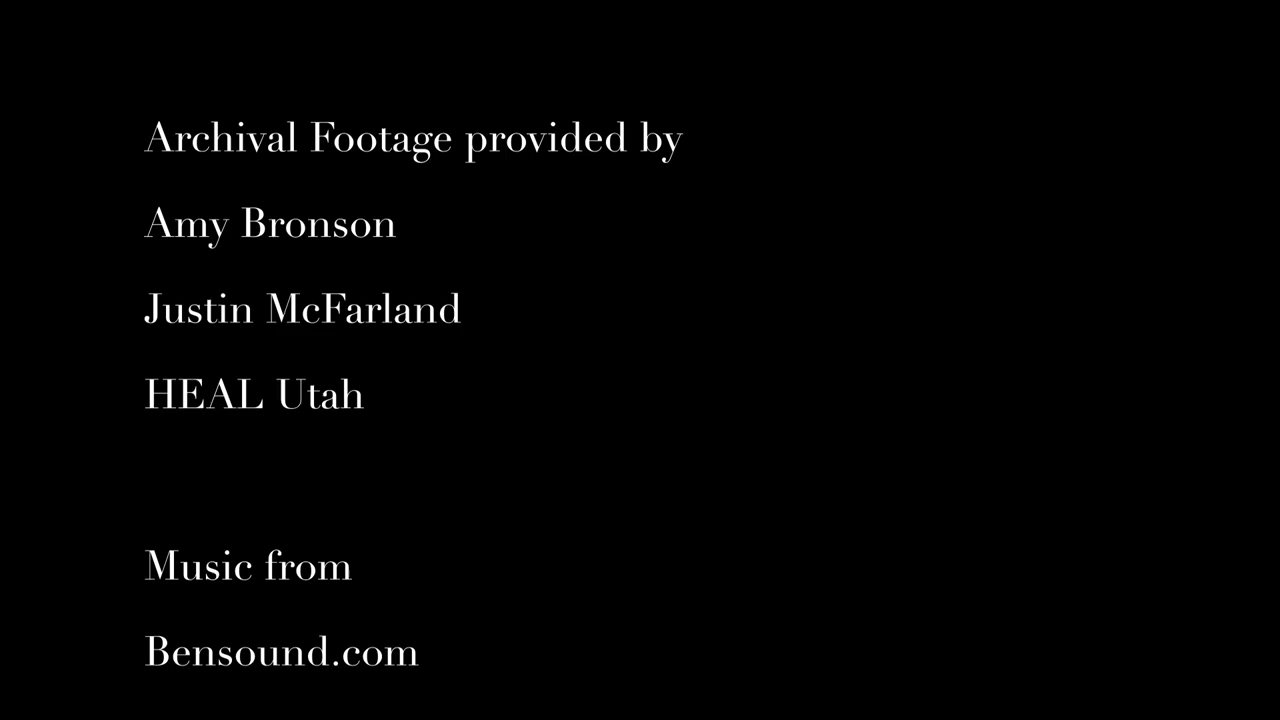 Archival Footage provided by
Amy Bronson
Justin McFarland
HEAL Utah
Music from
Bensound.com